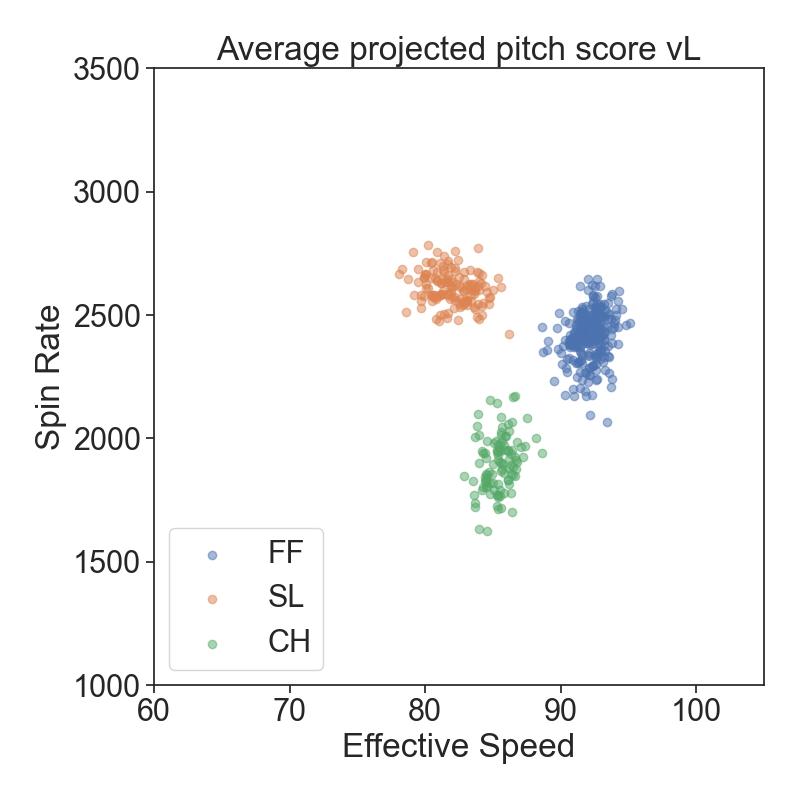 Average projected pitch score vL
3500
3000
2500
2000
1500
1000
Spin Rate
FF
SL
CH
60 70 80 90 100
Effective Speed